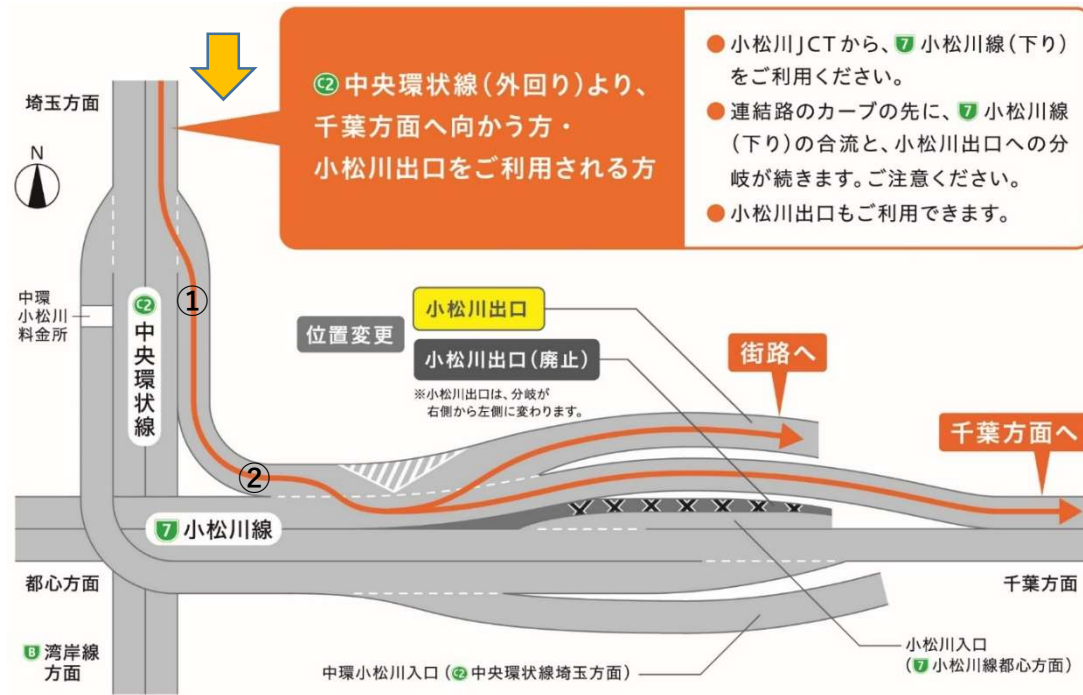 埼玉方面
N
C2 中央環状線(外回り)より、
千葉方面へ向かう方・
小松川出口をご利用される方
● 小松川JCTから、7 小松川線(下り)
をご利用ください。
● 連結路のカーブの先に、7 小松川線
(下り)の合流と、小松川出口への分
岐が続きます。ご注意ください。
● 小松川出口もご利用できます。
中環
小松川
料金所
C2 中央環状線
①
位置変更
小松川出口
小松川出口(廃止)
※小松川出口は、分岐が
右側から左側に変わります。
街路へ
千葉方面へ
②
7 小松川線
都心方面
千葉方面
B 湾岸線
方面
中環小松川入口(C2 中央環状線埼玉方面)
小松川入口
(7 小松川線都心方面)